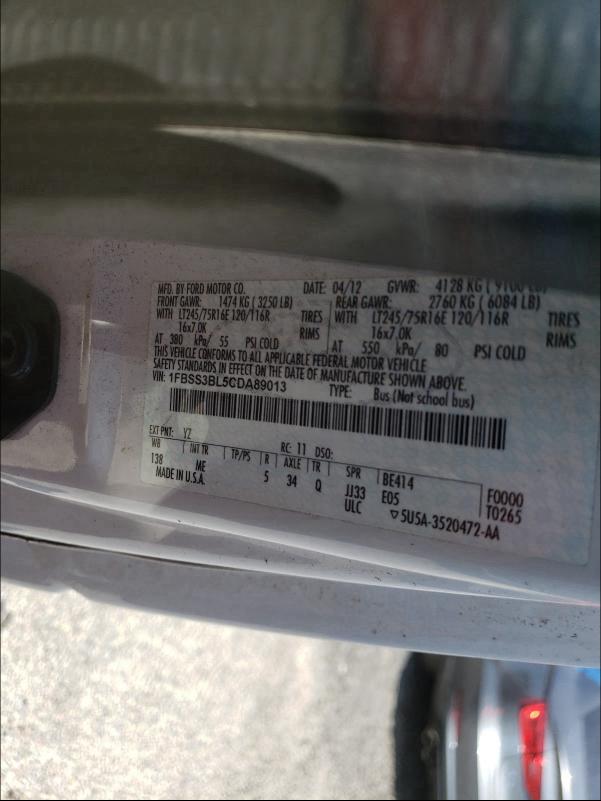 MFD. BY FORD MOTOR CO. DATE: 04/12 GVWR: 4128 KG ( 9100 LB)
FRONT GAWR: 1474 KG ( 3250 LB) REAR GAWR: 2760 KG ( 6084 LB)
WITH LT245/75R16E 120/116R TIRES WITH LT245/75R16E 120/116R TIRES
16x7.0K RIMS 16x7.0K RIMS
AT 380 kPa/ 55 PSI COLD AT 550 kPa/ 80 PSI COLD
THIS VEHICLE CONFORMS TO ALL APPLICABLE FEDERAL MOTOR VEHICLE
SAFETY STANDARDS IN EFFECT ON THE DATE OF MANUFACTURE SHOWN ABOVE.
VIN: 1FBSS3BL5CDA89013 TYPE: Bus (Not school bus)
EXT PNT: YZ RC: 11 DSO:
WB INT TR TP/PS R AXLE TR SPR BE414 F0000
138 ME 5 34 Q JJ33 E05 T0265
MADE IN U.S.A. ULC ▽5U5A-3520472-AA